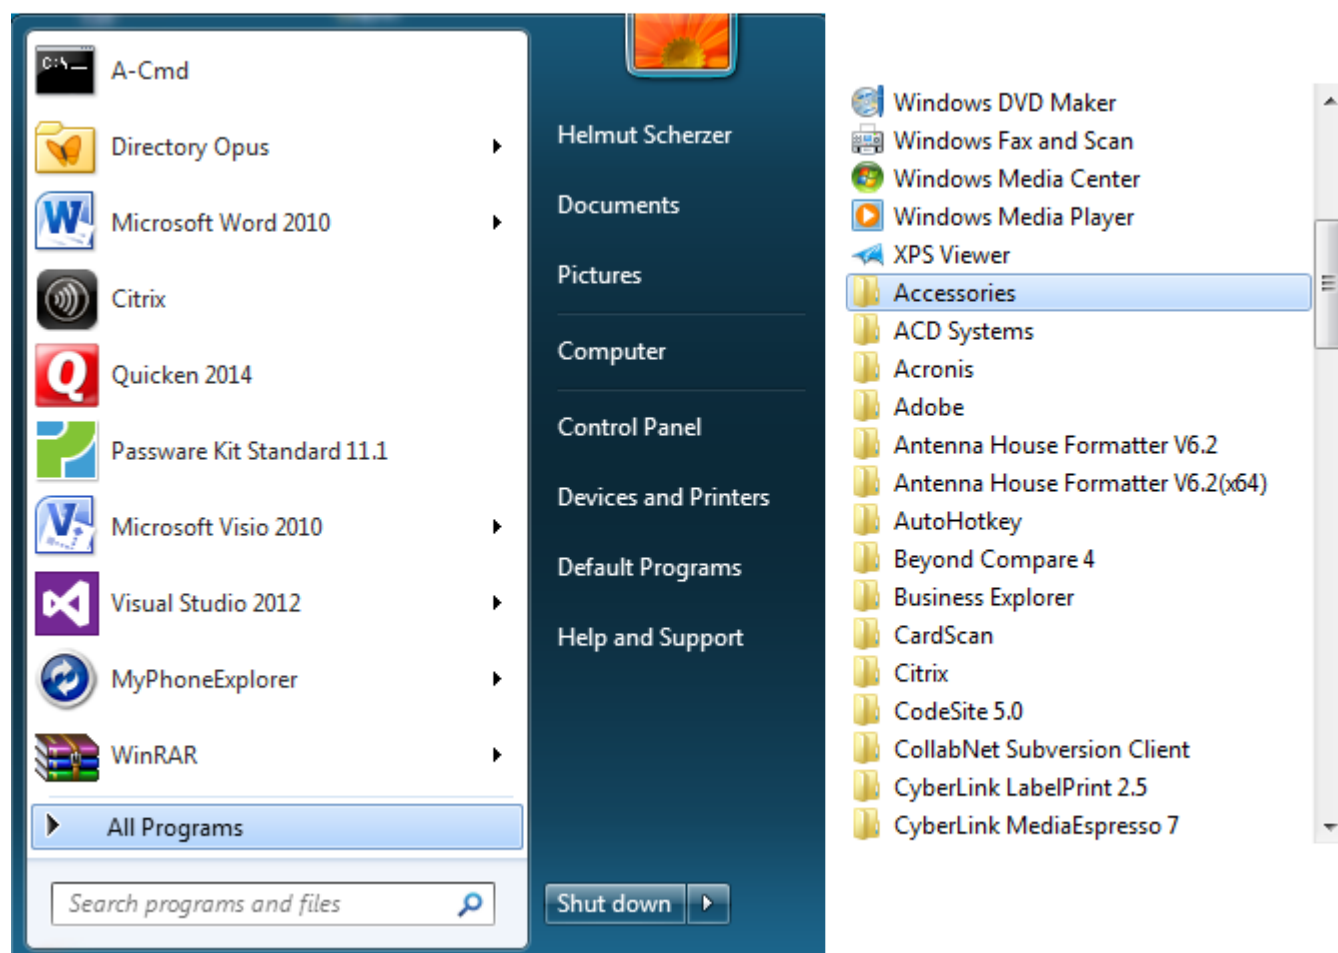 C:\
A-Cmd
Directory Opus
Microsoft Word 2010
Citrix
Quicken 2014
Passware Kit Standard 11.1
Microsoft Visio 2010
Visual Studio 2012
MyPhoneExplorer
WinRAR
All Programs
Search programs and files
Helmut Scherzer
Documents
Pictures
Computer
Control Panel
Devices and Printers
Default Programs
Help and Support
Shut down
Windows DVD Maker
Windows Fax and Scan
Windows Media Center
Windows Media Player
XPS Viewer
Accessories
ACD Systems
Acronis
Adobe
Antenna House Formatter V6.2
Antenna House Formatter V6.2(x64)
AutoHotkey
Beyond Compare 4
Business Explorer
CardScan
Citrix
CodeSite 5.0
CollabNet Subversion Client
CyberLink LabelPrint 2.5
CyberLink MediaEspresso 7